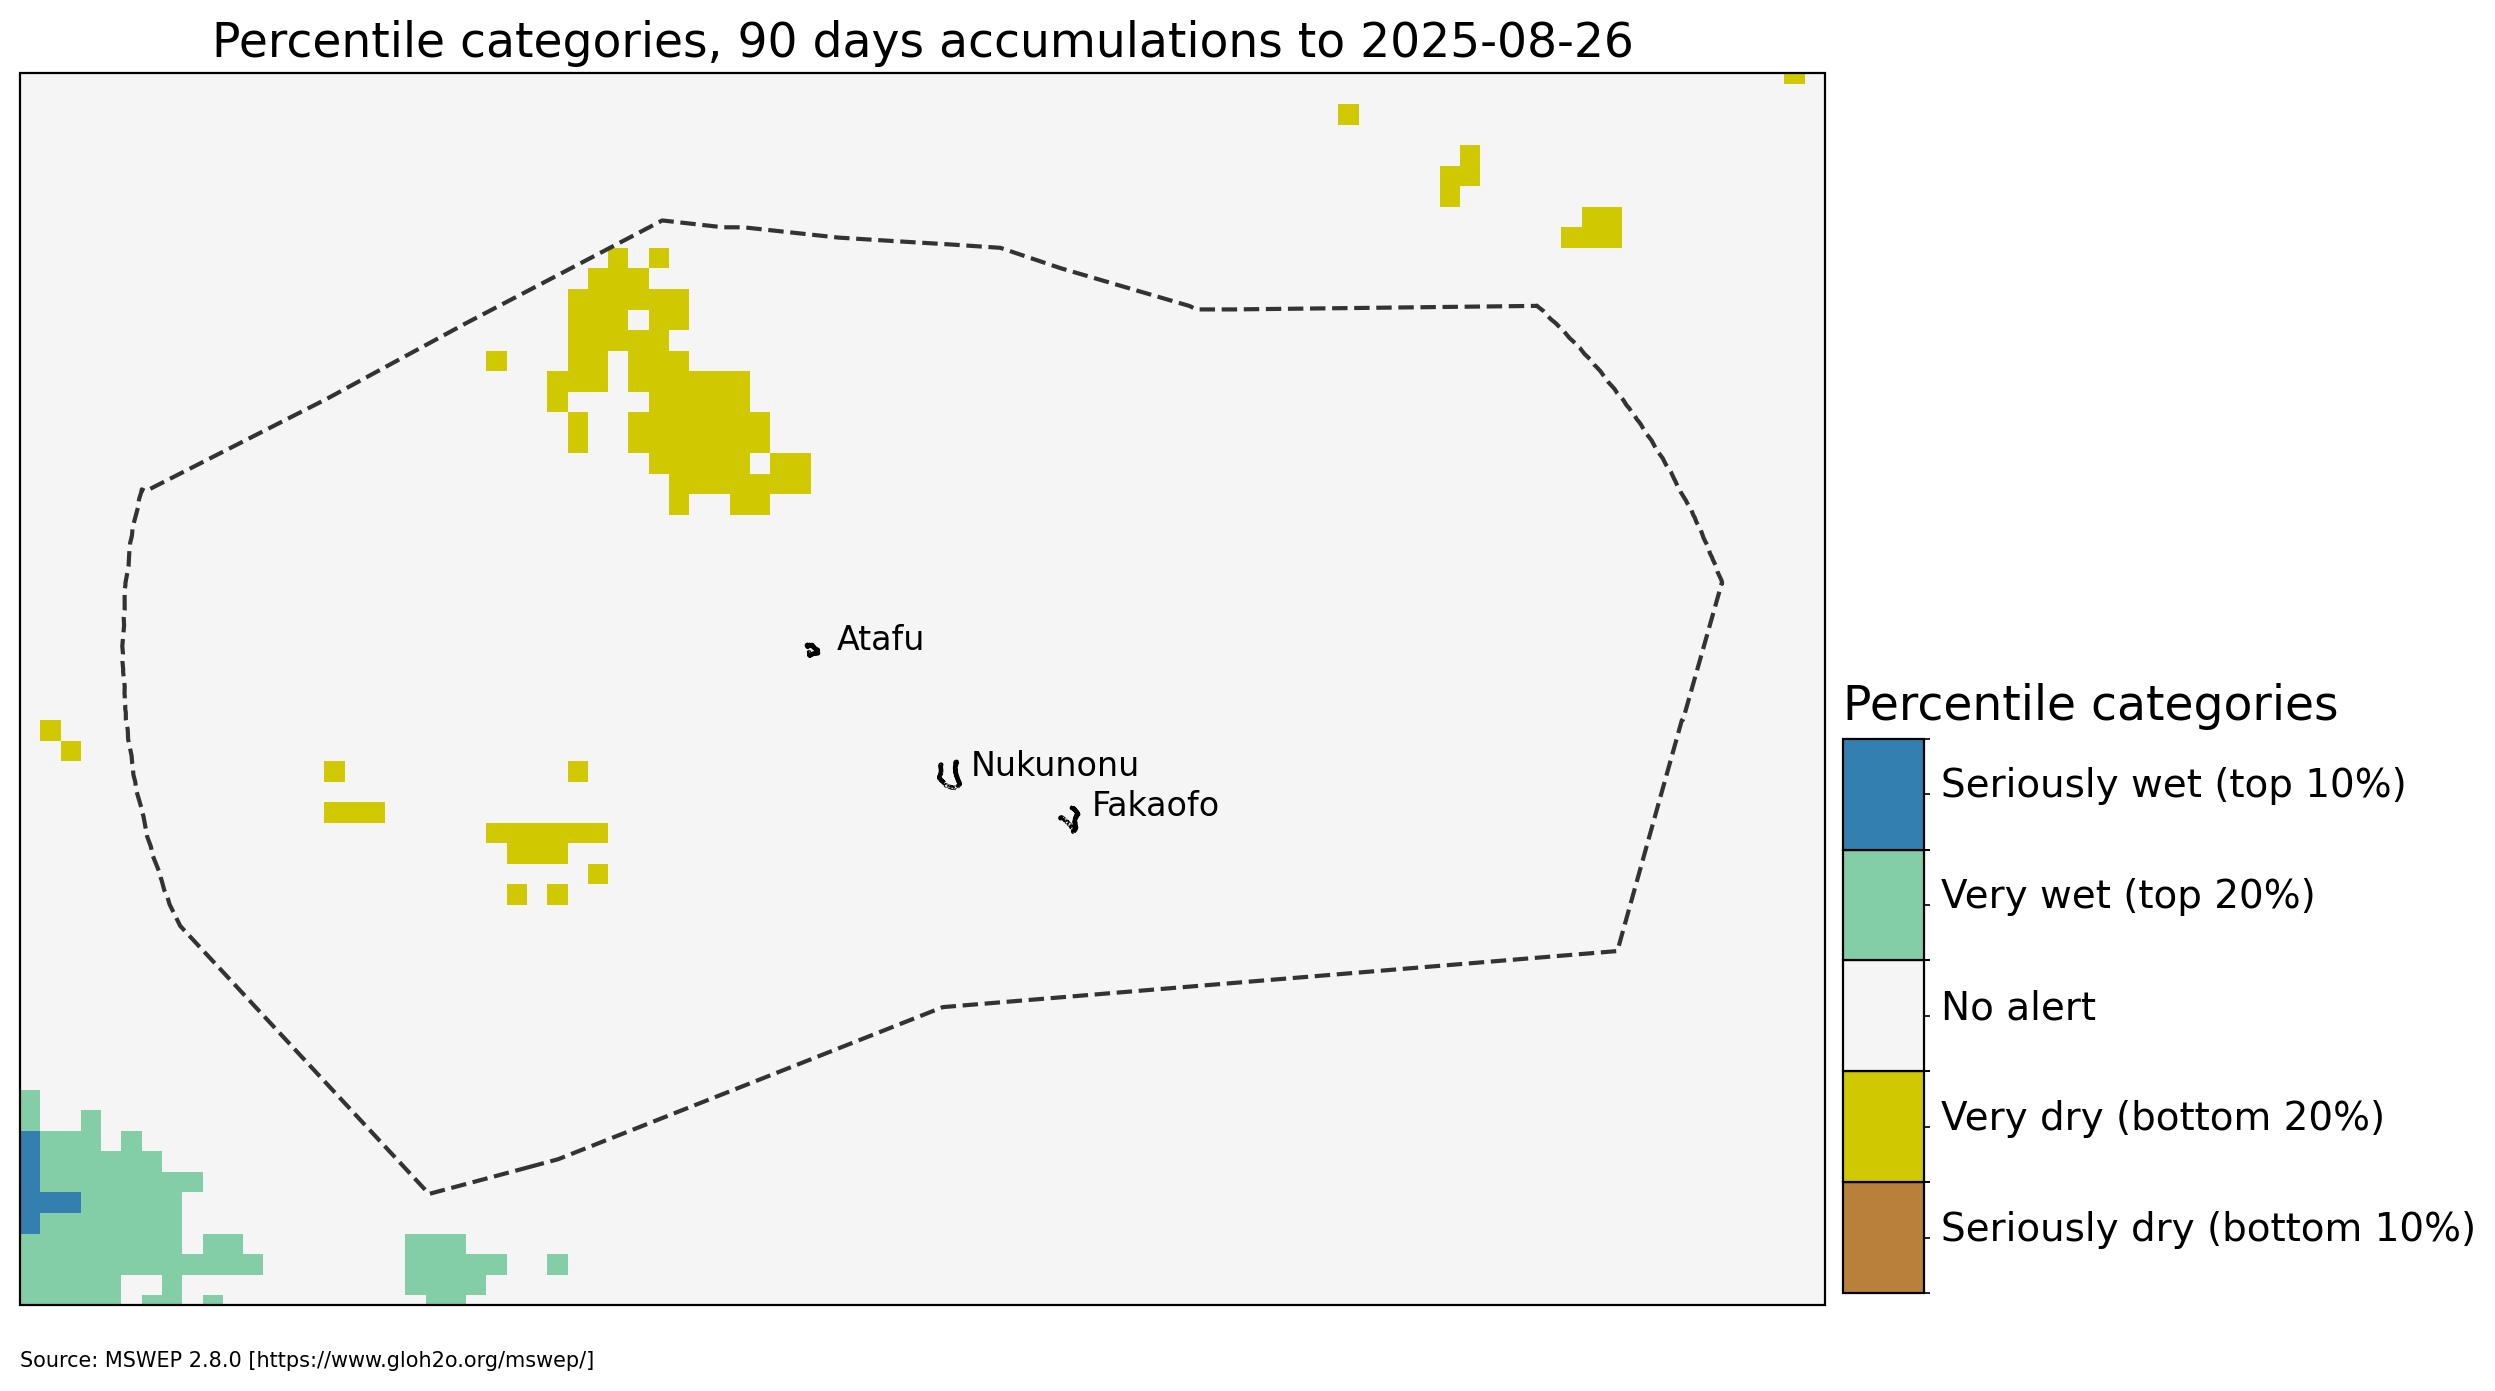 Percentile categories, 90 days accumulations to 2025-08-26
Atafu
Nukunonu
Fakaofo
Percentile categories
Seriously wet (top 10%)
Very wet (top 20%)
No alert
Very dry (bottom 20%)
Seriously dry (bottom 10%)
Source: MSWEP 2.8.0 [https://www.gloh2o.org/mswep/]